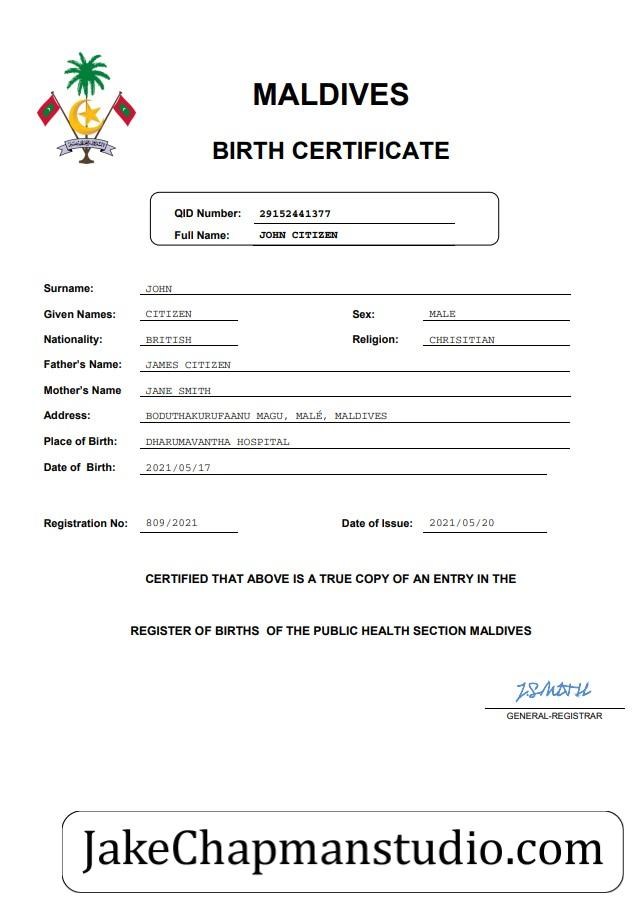 MALDIVES
BIRTH CERTIFICATE
QID Number: 29152441377
Full Name: JOHN CITIZEN
Surname: JOHN
Given Names: CITIZEN Sex: MALE
Nationality: BRITISH Religion: CHRISITIAN
Father's Name: JAMES CITIZEN
Mother's Name JANE SMITH
Address: BODUTHAKURUFAANU MAGU, MALÉ, MALDIVES
Place of Birth: DHARUMAVANTHA HOSPITAL
Date of Birth: 2021/05/17
Registration No: 809/2021 Date of Issue: 2021/05/20
CERTIFIED THAT ABOVE IS A TRUE COPY OF AN ENTRY IN THE
REGISTER OF BIRTHS OF THE PUBLIC HEALTH SECTION MALDIVES
J.SMITH
GENERAL-REGISTRAR
JakeChapmanstudio.com